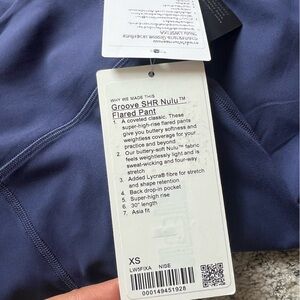 WHY WE MADE THIS
Groove SHR Nulu™
Flared Pant
1. A coveted classic. These
super-high-rise flared pants
give you buttery softness and
weightless coverage for your
practice and beyond.
2. Our buttery-soft Nulu™ fabric
feels weightlessly light and is
sweat-wicking and four-way
stretch
3. Added Lycra® fibre for stretch
and shape retention
4. Back drop-in pocket
5. Super-high rise
6. 30" length
7. Asia fit
XS
LW5FIXA NISE
000149451928